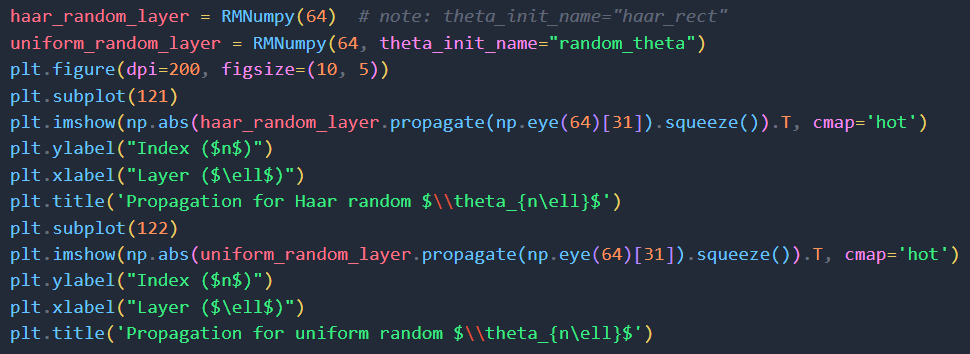 haar_random_layer = RMNumpy(64)  # note: theta_init_name="haar_rect"
uniform_random_layer = RMNumpy(64, theta_init_name="random_theta")
plt.figure(dpi=200, figsize=(10, 5))
plt.subplot(121)
plt.imshow(np.abs(haar_random_layer.propagate(np.eye(64)[31]).squeeze()).T, cmap='hot')
plt.ylabel("Index ($n$)")
plt.xlabel("Layer ($\ell$)")
plt.title('Propagation for Haar random $\\theta_{n\ell}$')
plt.subplot(122)
plt.imshow(np.abs(uniform_random_layer.propagate(np.eye(64)[31]).squeeze()).T, cmap='hot')
plt.ylabel("Index ($n$)")
plt.xlabel("Layer ($\ell$)")
plt.title('Propagation for uniform random $\\theta_{n\ell}$')